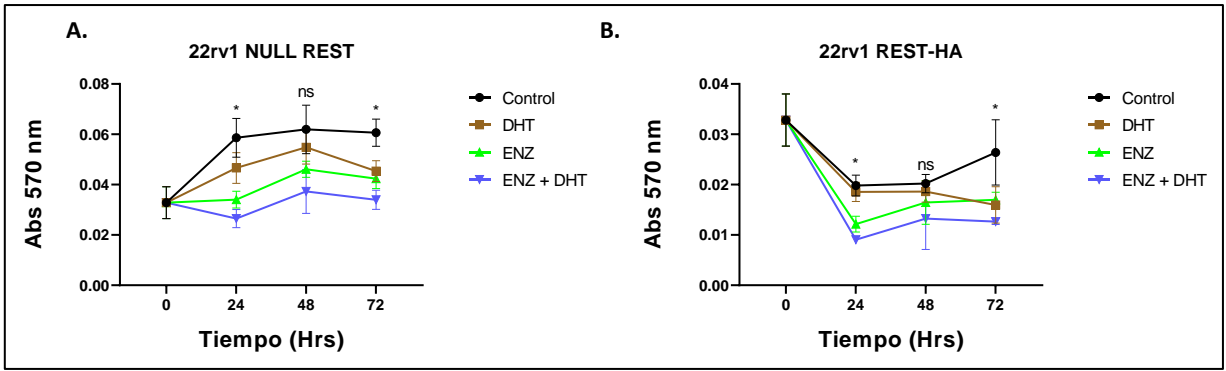 A.
22rv1 NULL REST
Abs 570 nm
0.08
0.06
0.04
0.02
0.00
*
ns
*
0
24
48
72
Tiempo (Hrs)
Control
DHT
ENZ
ENZ + DHT
B.
22rv1 REST-HA
Abs 570 nm
0.04
0.03
0.02
0.01
0.00
*
ns
*
0
24
48
72
Tiempo (Hrs)
Control
DHT
ENZ
ENZ + DHT